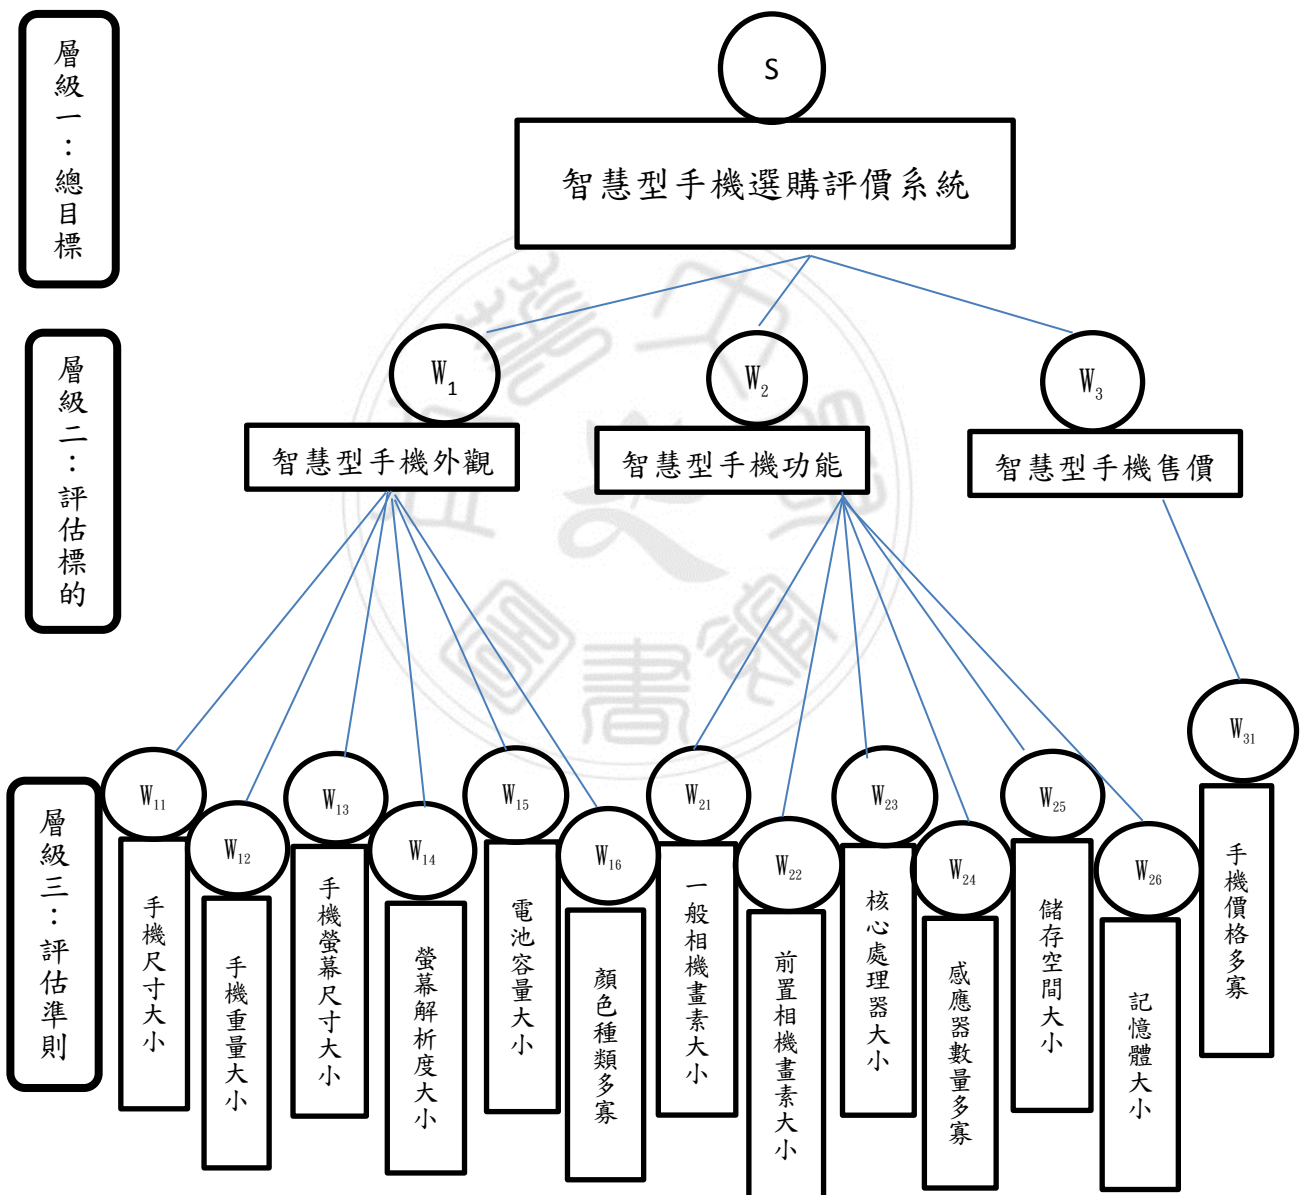 層級一：總目標
S
智慧型手機選購評價系統
層級二：評估標的
W₁
智慧型手機外觀
W₂
智慧型手機功能
W₃
智慧型手機售價
層級三：評估準則
W₁₁
手機尺寸大小
W₁₂
手機重量大小
W₁₃
手機螢幕尺寸大小
W₁₄
螢幕解析度大小
W₁₅
電池容量大小
W₁₆
顏色種類多寡
W₂₁
一般相機畫素大小
W₂₂
前置相機畫素大小
W₂₃
核心處理器大小
W₂₄
感應器數量多寡
W₂₅
儲存空間大小
W₂₆
記憶體大小
W₃₁
手機價格多寡